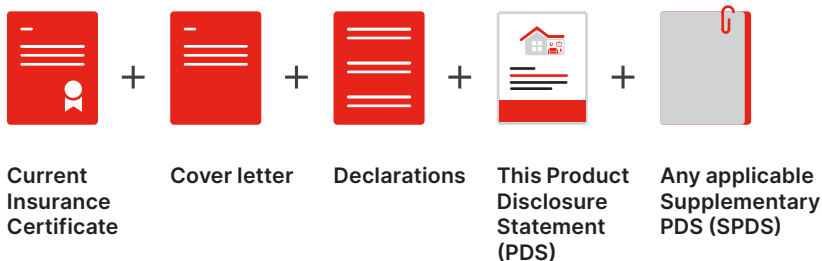 + + + +
Current
Insurance
Certificate
Cover letter
Declarations
This Product
Disclosure
Statement
(PDS)
Any applicable
Supplementary
PDS (SPDS)